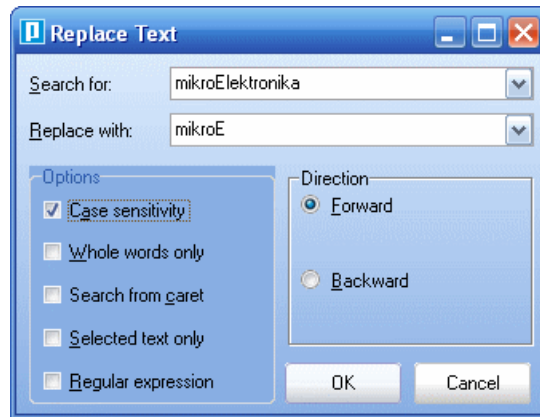 Replace Text
Search for: mikroElektronika
Replace with: mikroE
Options
Case sensitivity
Whole words only
Search from caret
Selected text only
Regular expression
Direction
Forward
Backward
OK Cancel